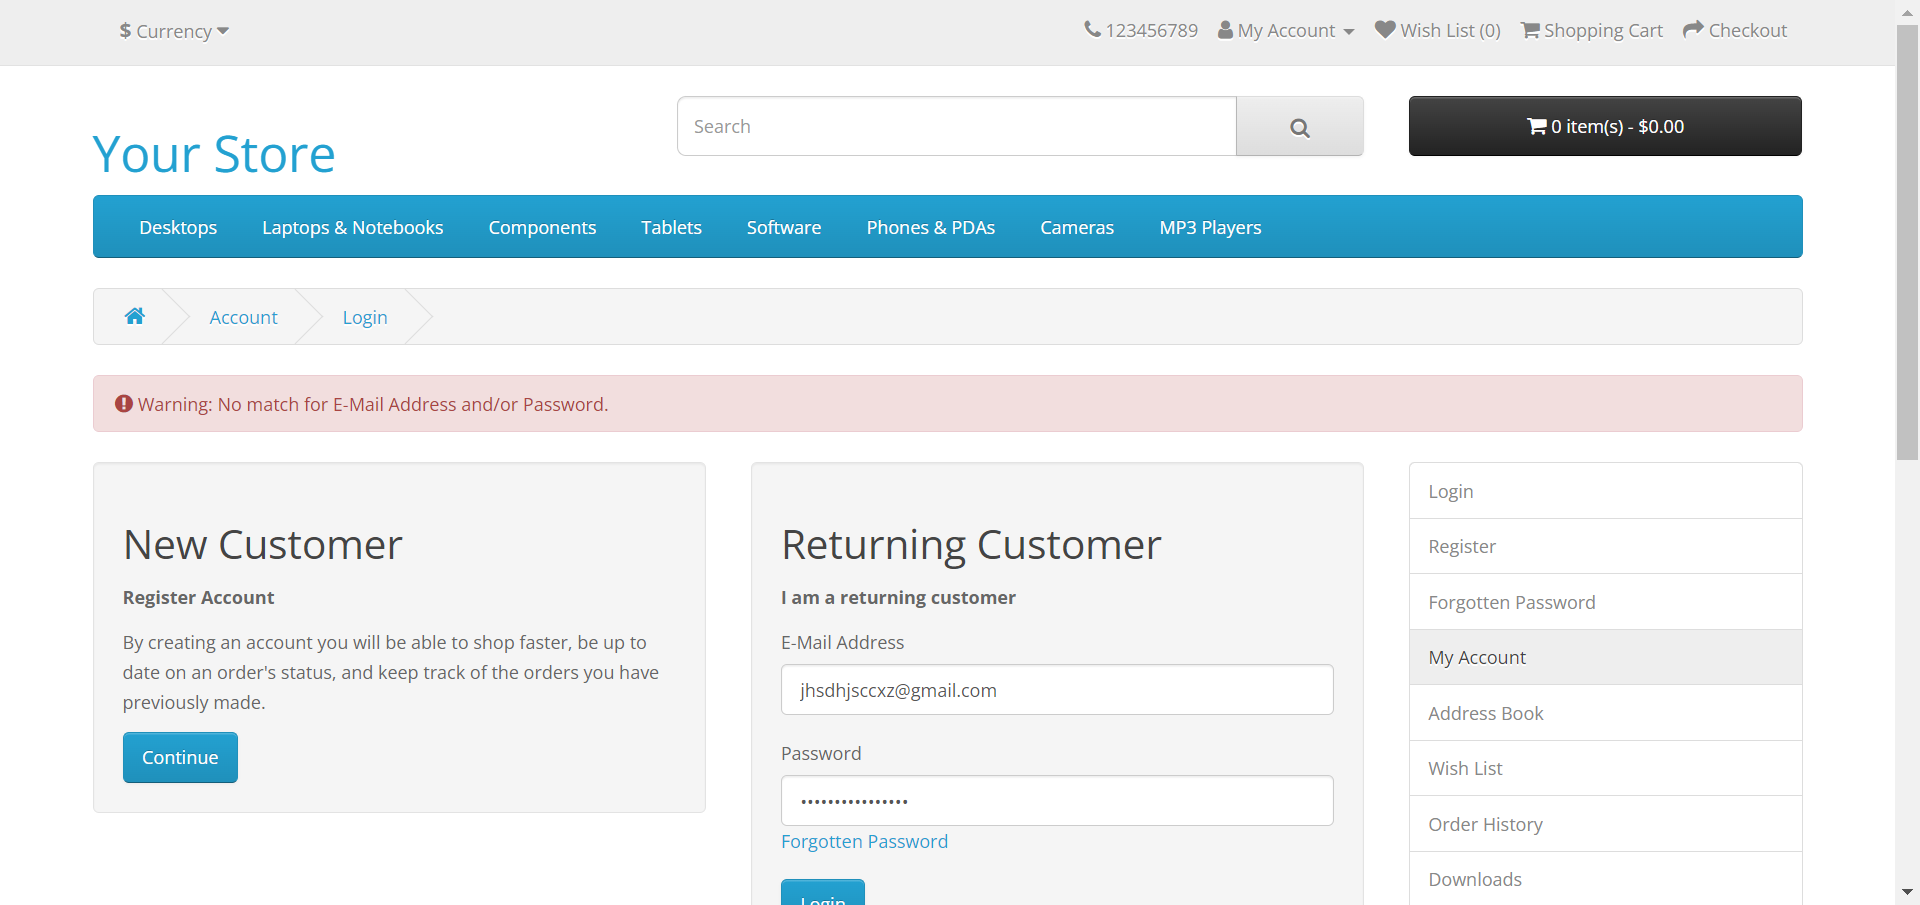 $ Currency
123456789
My Account
Wish List (0)
Shopping Cart
Checkout
Your Store
Search
0 item(s) - $0.00
Desktops
Laptops & Notebooks
Components
Tablets
Software
Phones & PDAs
Cameras
MP3 Players
Account
Login
Warning: No match for E-Mail Address and/or Password.
New Customer
Register Account
By creating an account you will be able to shop faster, be up to
date on an order's status, and keep track of the orders you have
previously made.
Continue
Returning Customer
I am a returning customer
E-Mail Address
jhsdhjsccxz@gmail.com
Password
••••••••••••••••
Forgotten Password
Login
Login
Register
Forgotten Password
My Account
Address Book
Wish List
Order History
Downloads